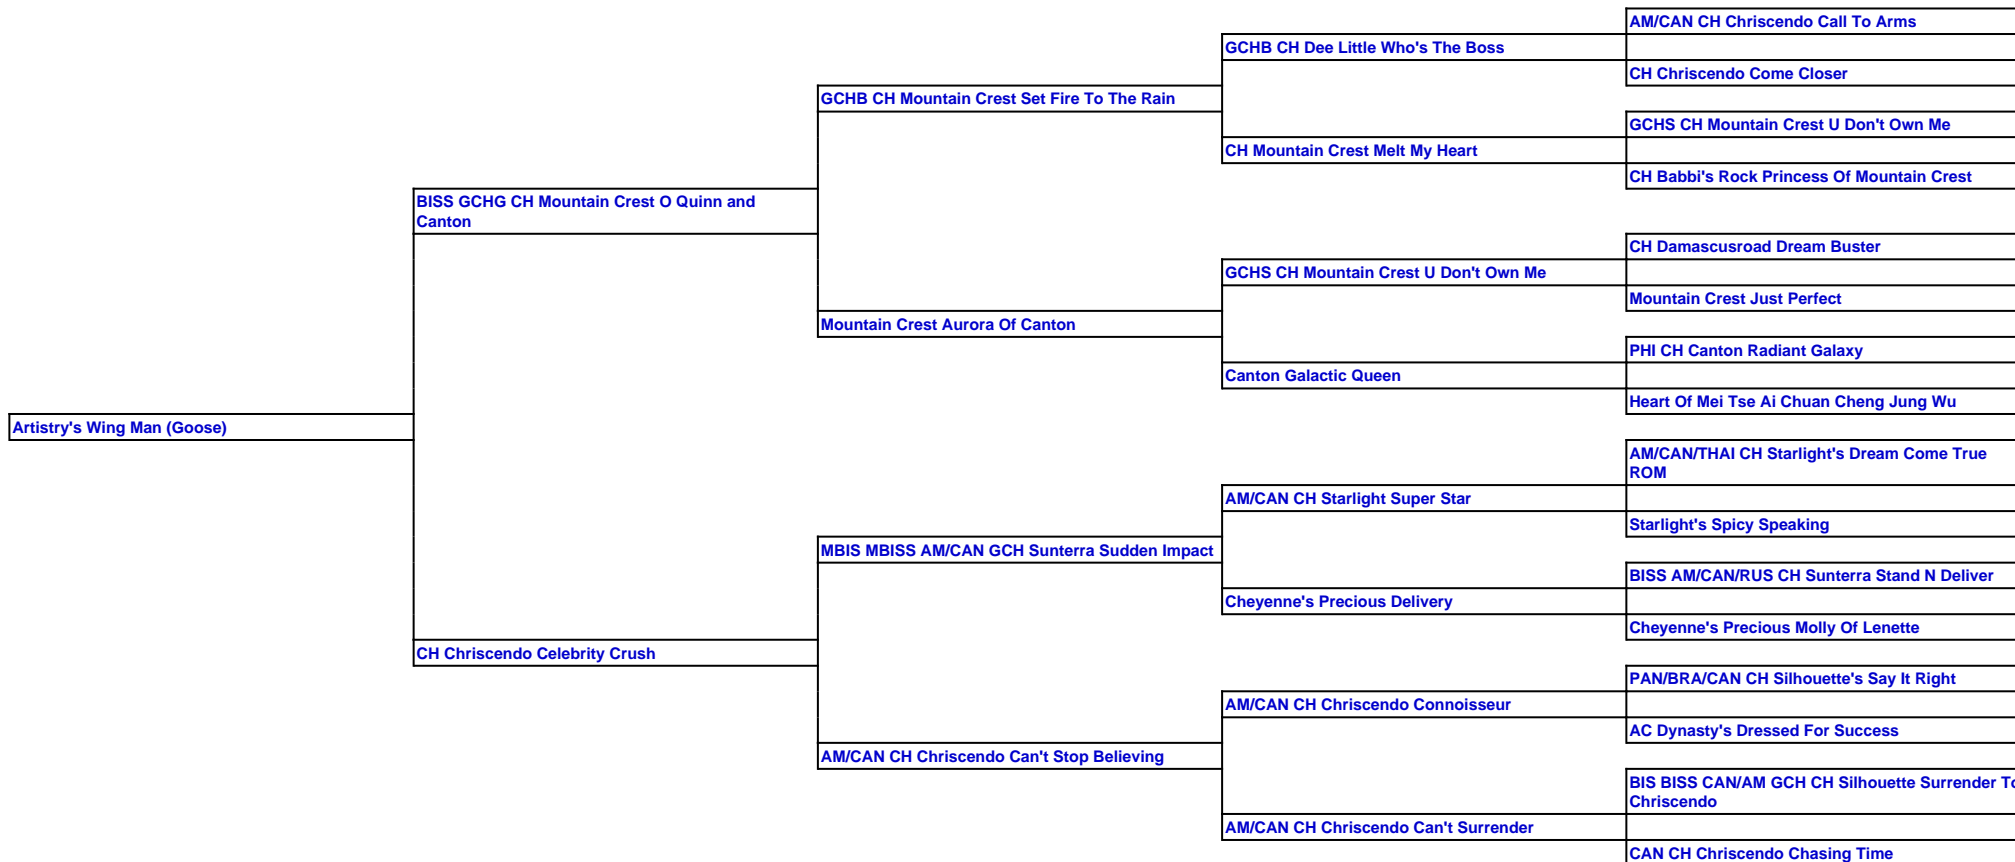 AM/CAN CH Chriscendo Call To Arms
GCHB CH Dee Little Who's The Boss
CH Chriscendo Come Closer
GCHB CH Mountain Crest Set Fire To The Rain
GCHS CH Mountain Crest U Don't Own Me
CH Mountain Crest Melt My Heart
CH Babbi's Rock Princess Of Mountain Crest
BISS GCHG CH Mountain Crest O Quinn and
Canton
CH Damascusroad Dream Buster
GCHS CH Mountain Crest U Don't Own Me
Mountain Crest Just Perfect
Mountain Crest Aurora Of Canton
PHI CH Canton Radiant Galaxy
Canton Galactic Queen
Heart Of Mei Tse Ai Chuan Cheng Jung Wu
Artistry's Wing Man (Goose)
AM/CAN/THAI CH Starlight's Dream Come True
ROM
AM/CAN CH Starlight Super Star
Starlight's Spicy Speaking
MBIS MBISS AM/CAN GCH Sunterra Sudden Impact
BISS AM/CAN/RUS CH Sunterra Stand N Deliver
Cheyenne's Precious Delivery
Cheyenne's Precious Molly Of Lenette
CH Chriscendo Celebrity Crush
PAN/BRA/CAN CH Silhouette's Say It Right
AM/CAN CH Chriscendo Connoisseur
AC Dynasty's Dressed For Success
AM/CAN CH Chriscendo Can't Stop Believing
BIS BISS CAN/AM GCH CH Silhouette Surrender To
Chriscendo
AM/CAN CH Chriscendo Can't Surrender
CAN CH Chriscendo Chasing Time